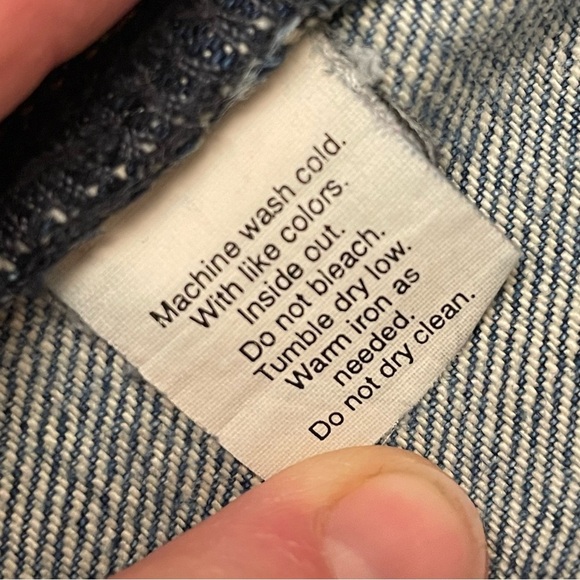 Machine wash cold.
With like colors.
Inside out.
Do not bleach.
Tumble dry low.
Warm iron as
needed.
Do not dry clean.